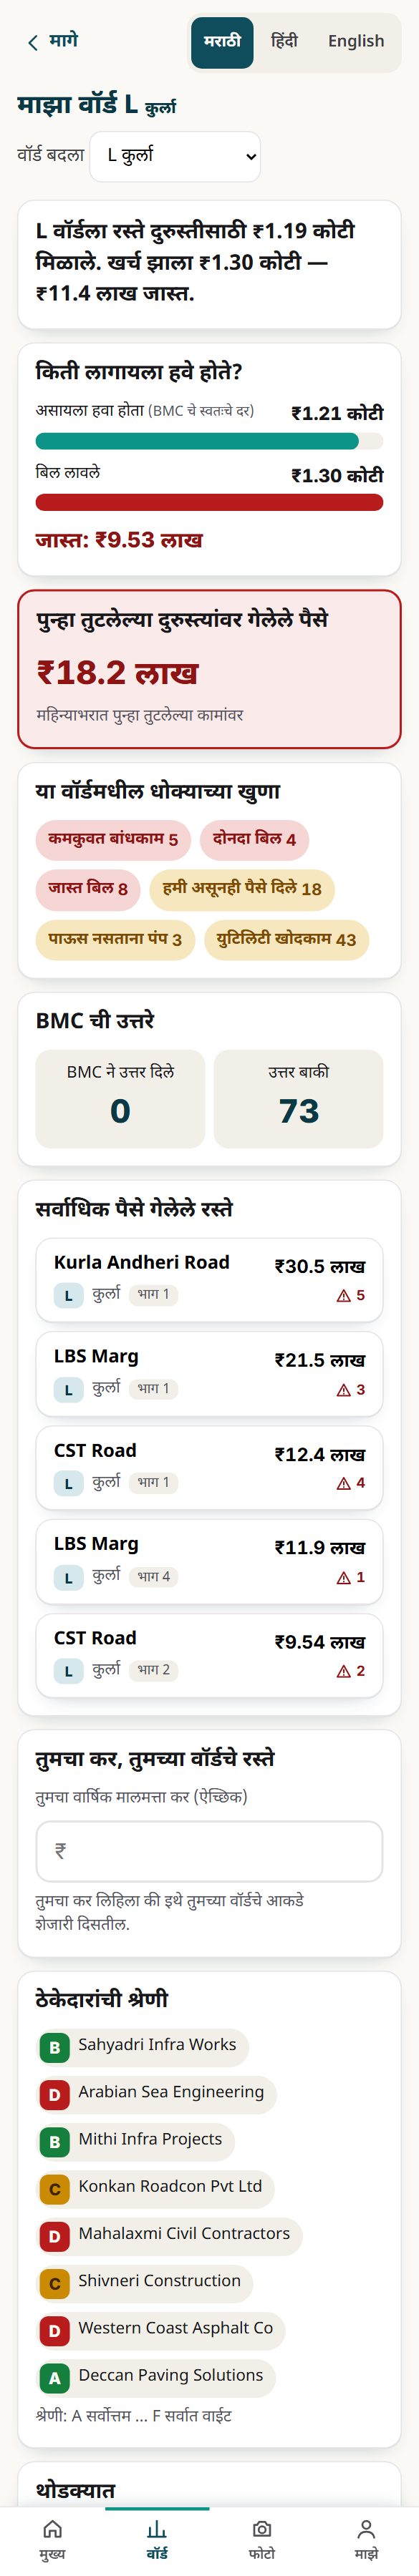 मागे
मराठी हिंदी English
माझा वॉर्ड L कुर्ला
वॉर्ड बदला L कुर्ला
L वॉर्डला रस्ते दुरुस्तीसाठी ₹1.19 कोटी
मिळाले. खर्च झाला ₹1.30 कोटी —
₹11.4 लाख जास्त.
किती लागायला हवे होते?
असायला हवा होता (BMC चे स्वतःचे दर) ₹1.21 कोटी
बिल लावले ₹1.30 कोटी
जास्त: ₹9.53 लाख
पुन्हा तुटलेल्या दुरुस्त्यांवर गेलेले पैसे
₹18.2 लाख
महिन्याभरात पुन्हा तुटलेल्या कामांवर
या वॉर्डमधील धोक्याच्या खुणा
कमकुवत बांधकाम 5 दोनदा बिल 4
जास्त बिल 8 हमी असूनही पैसे दिले 18
पाऊस नसताना पंप 3 युटिलिटी खोदकाम 43
BMC ची उत्तरे
BMC ने उत्तर दिले उत्तर बाकी
0 73
सर्वाधिक पैसे गेलेले रस्ते
Kurla Andheri Road ₹30.5 लाख
L कुर्ला भाग 1 5
LBS Marg ₹21.5 लाख
L कुर्ला भाग 1 3
CST Road ₹12.4 लाख
L कुर्ला भाग 1 4
LBS Marg ₹11.9 लाख
L कुर्ला भाग 4 1
CST Road ₹9.54 लाख
L कुर्ला भाग 2 2
तुमचा कर, तुमच्या वॉर्डचे रस्ते
तुमचा वार्षिक मालमत्ता कर (ऐच्छिक)
₹
तुमचा कर लिहिला की इथे तुमच्या वॉर्डचे आकडे
शेजारी दिसतील.
ठेकेदारांची श्रेणी
B Sahyadri Infra Works
D Arabian Sea Engineering
B Mithi Infra Projects
C Konkan Roadcon Pvt Ltd
D Mahalaxmi Civil Contractors
C Shivneri Construction
D Western Coast Asphalt Co
A Deccan Paving Solutions
श्रेणी: A सर्वोत्तम … F सर्वात वाईट
थोडक्यात
मुख्य वॉर्ड फोटो माझे